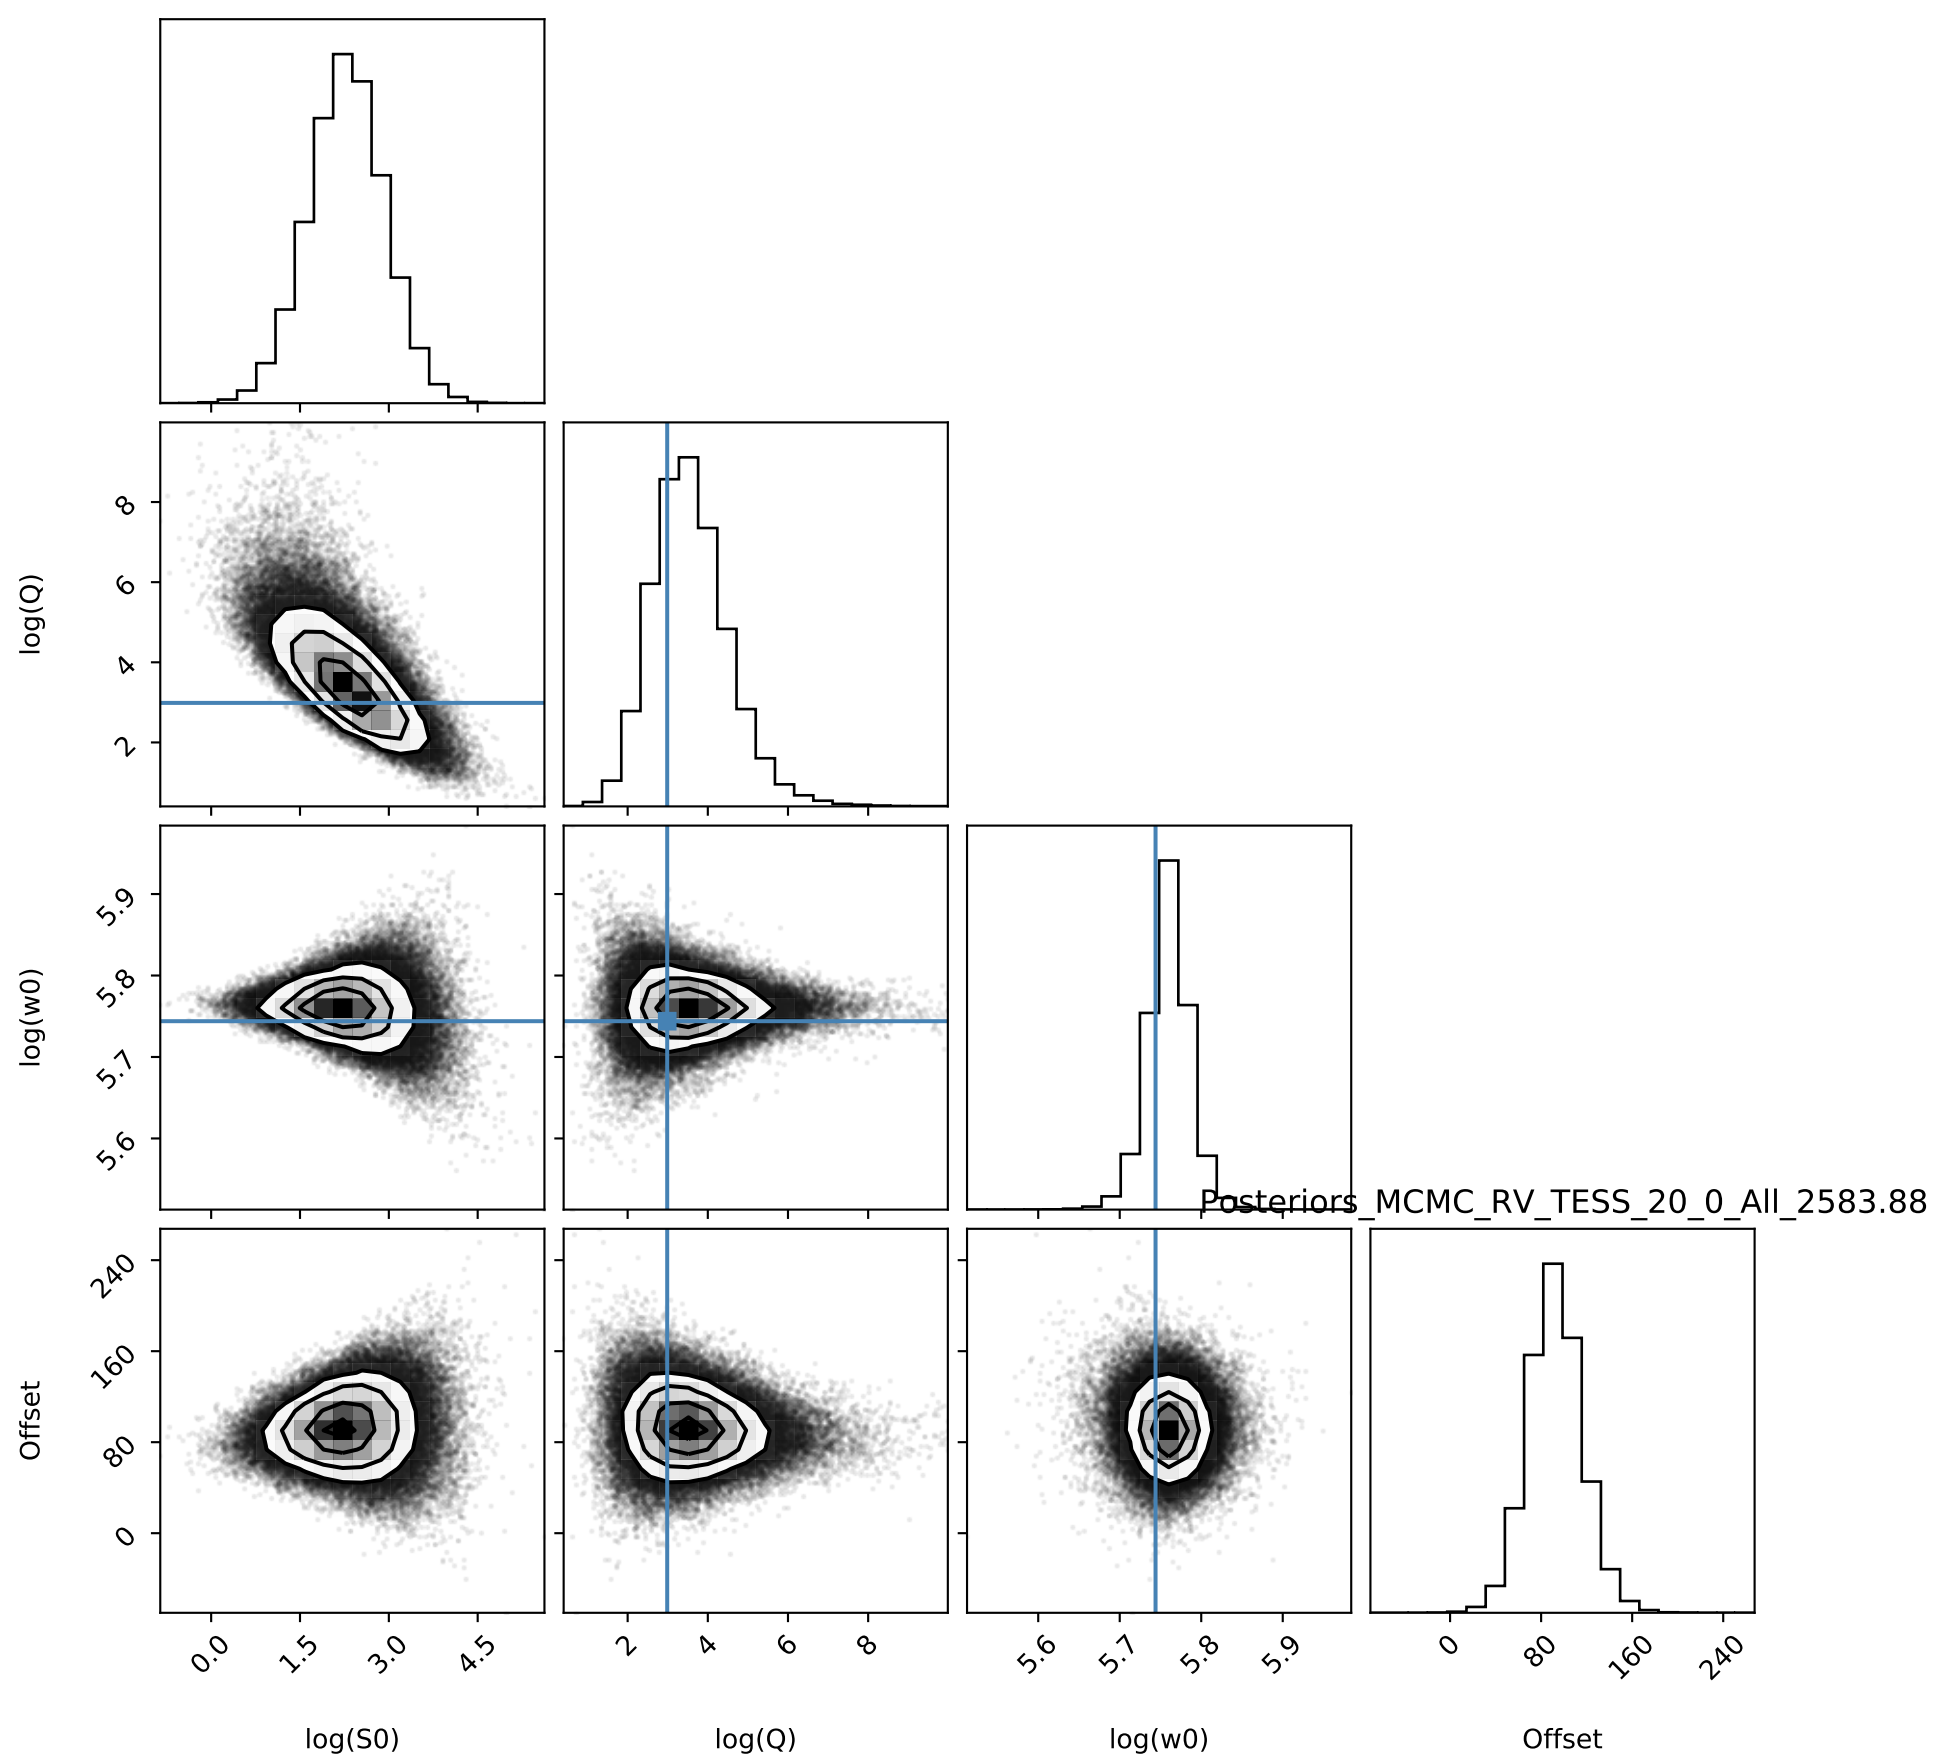 8
6
4
2
log(Q)
5.9
5.8
5.7
5.6
log(w0)
Posteriors_MCMC_RV_TESS_20_0_All_2583.88
240
160
80
0
Offset
0.0 1.5 3.0 4.5 2 4 6 8 5.6 5.7 5.8 5.9 0 80 160 240
log(S0) log(Q) log(w0) Offset